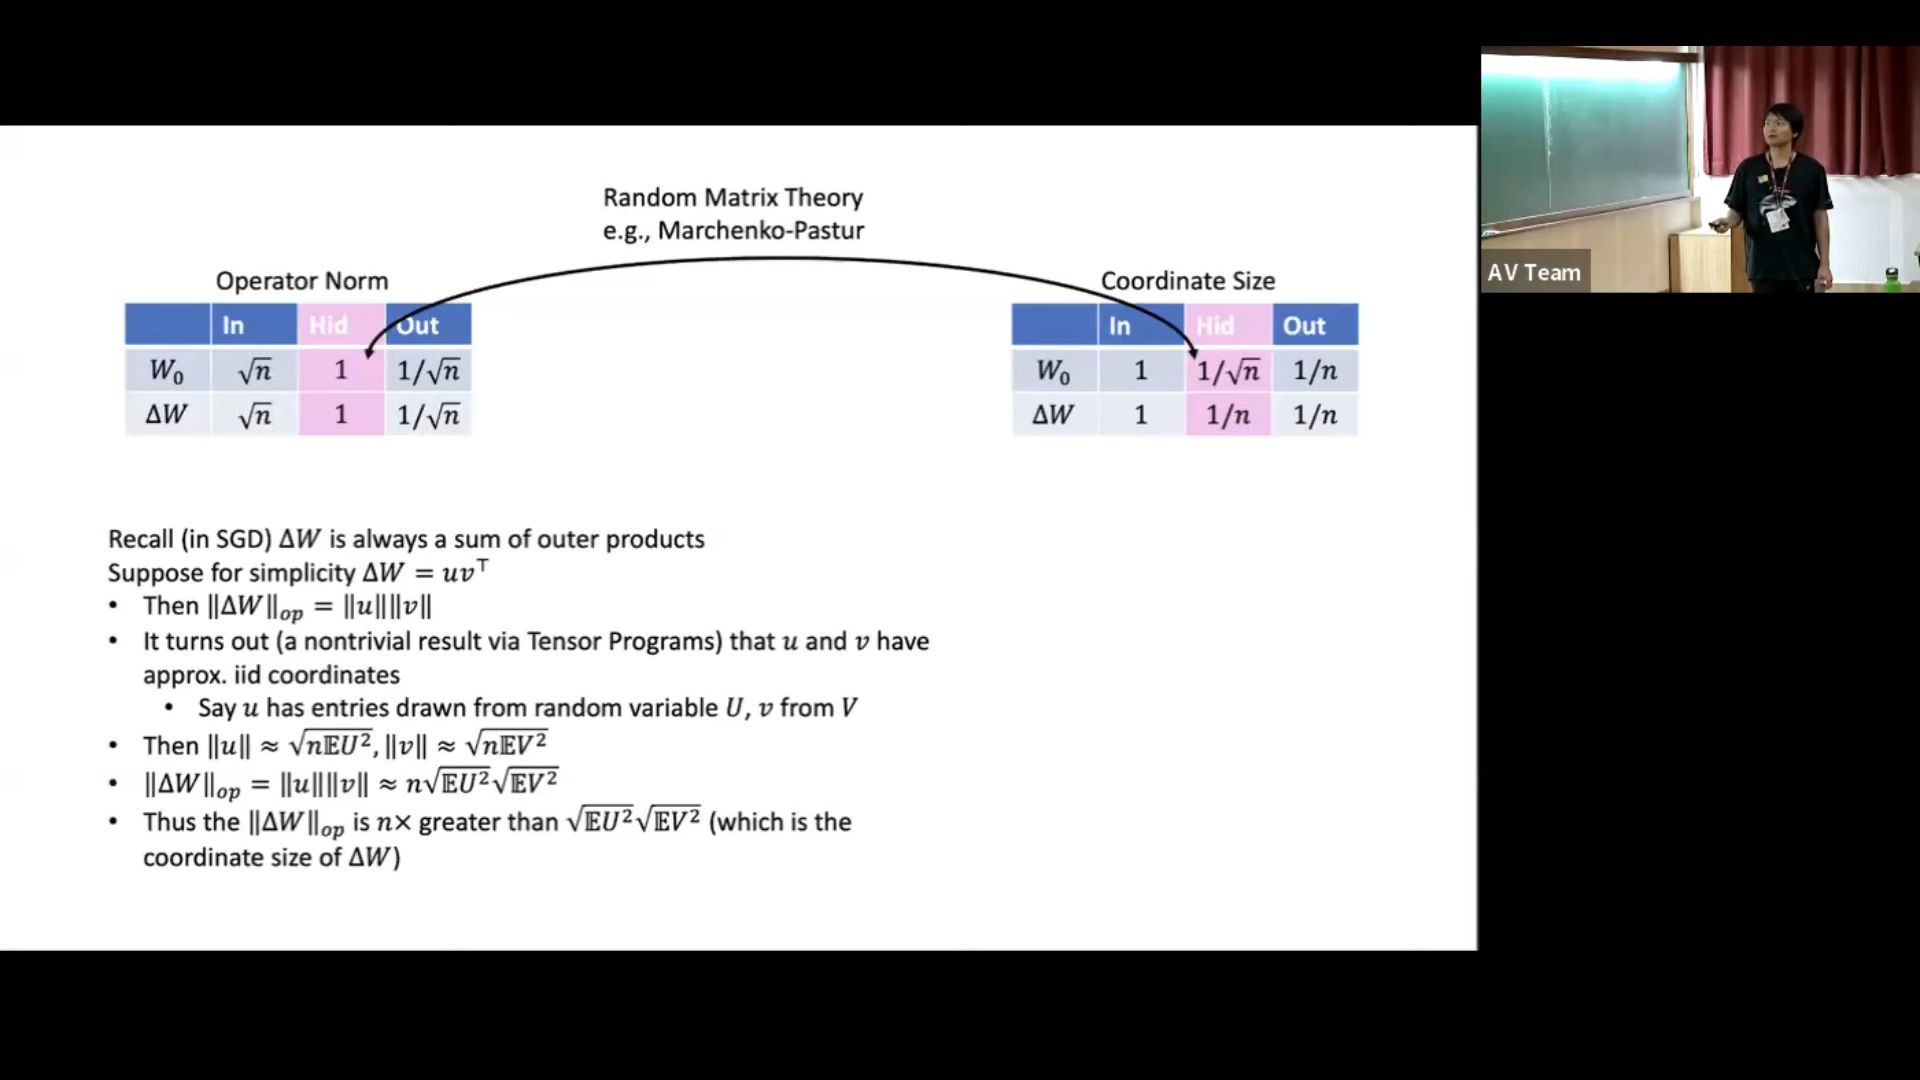 Random Matrix Theory
e.g., Marchenko-Pastur
Operator Norm
In Hid Out
W₀ √n 1 1/√n
ΔW √n 1 1/√n
Coordinate Size
In Hid Out
W₀ 1 1/√n 1/n
ΔW 1 1/n 1/n
Recall (in SGD) ΔW is always a sum of outer products
Suppose for simplicity ΔW = uv⊤
• Then ‖ΔW‖ₒₚ = ‖u‖‖v‖
• It turns out (a nontrivial result via Tensor Programs) that u and v have
approx. iid coordinates
• Say u has entries drawn from random variable U, v from V
• Then ‖u‖ ≈ √(n𝔼U²), ‖v‖ ≈ √(n𝔼V²)
• ‖ΔW‖ₒₚ = ‖u‖‖v‖ ≈ n√(𝔼U²)√(𝔼V²)
• Thus the ‖ΔW‖ₒₚ is n× greater than √(𝔼U²)√(𝔼V²) (which is the
coordinate size of ΔW)
AV Team